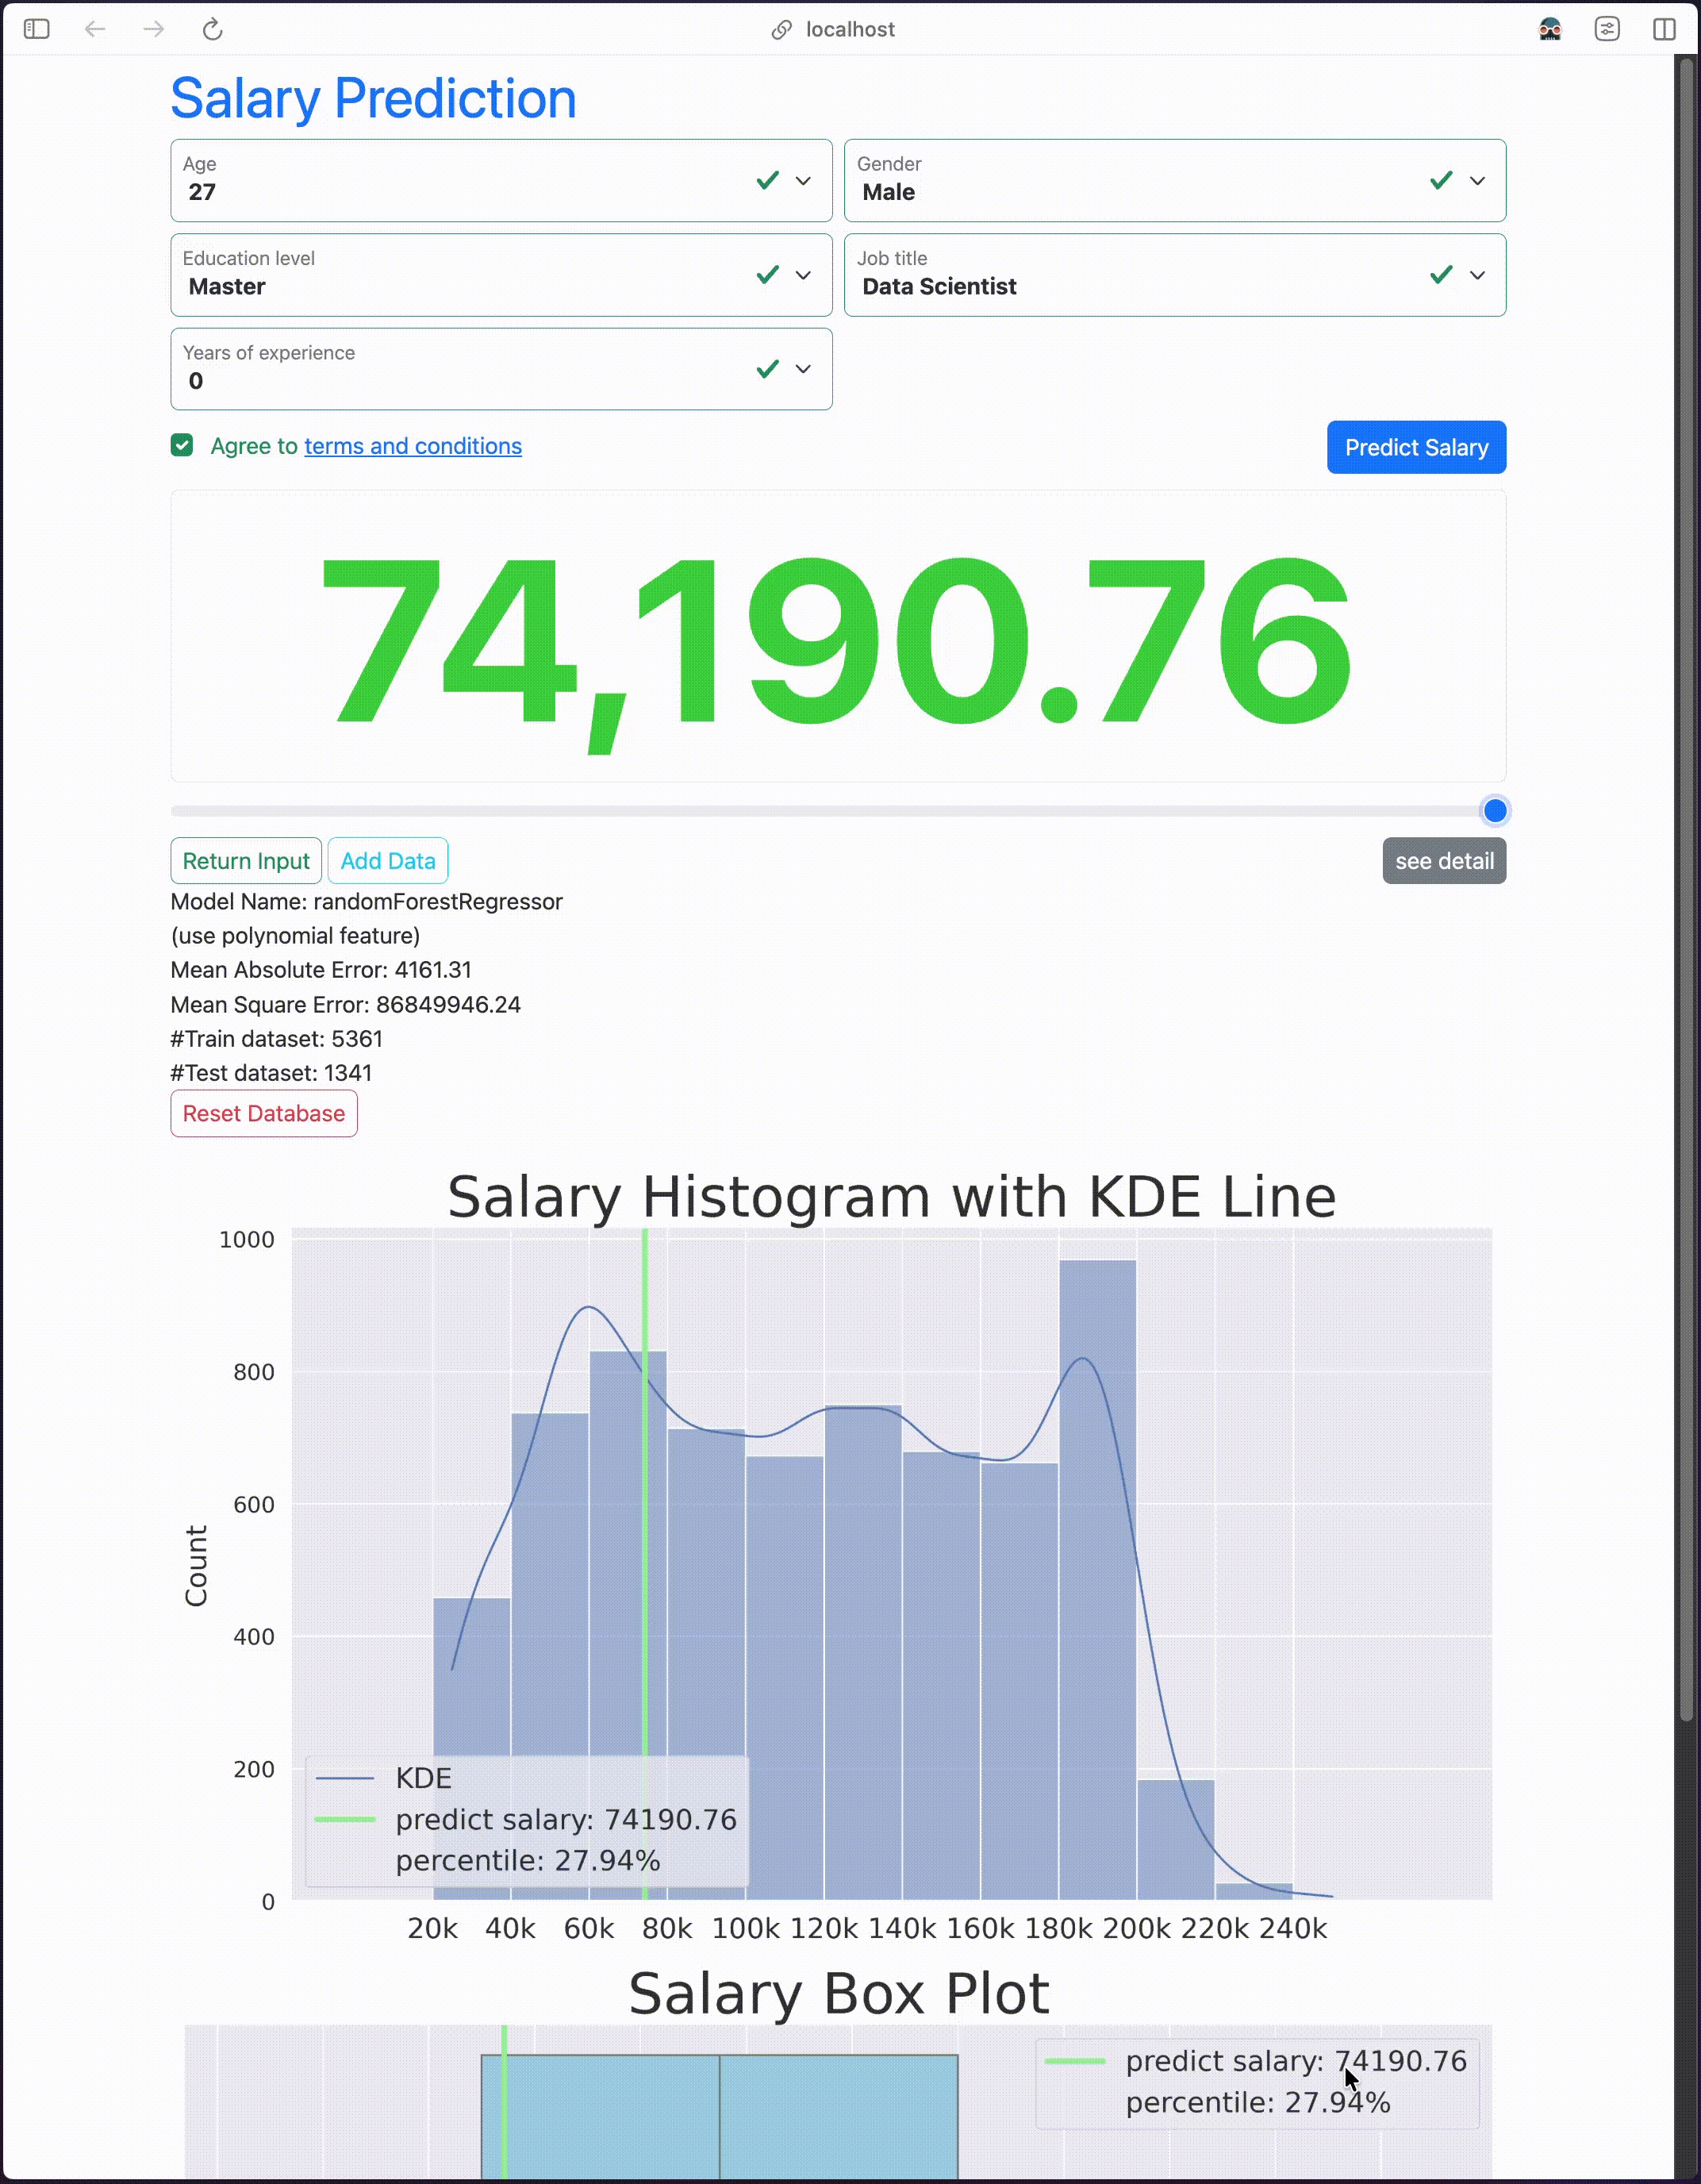 localhost
Salary Prediction
Age
27
Gender
Male
Education level
Master
Job title
Data Scientist
Years of experience
0
Agree to terms and conditions
Predict Salary
74,190.76
Return Input
Add Data
see detail
Model Name: randomForestRegressor
(use polynomial feature)
Mean Absolute Error: 4161.31
Mean Square Error: 86849946.24
#Train dataset: 5361
#Test dataset: 1341
Reset Database
Salary Histogram with KDE Line
1000
800
600
400
200
0
Count
KDE
predict salary: 74190.76
percentile: 27.94%
20k 40k 60k 80k 100k 120k 140k 160k 180k 200k 220k 240k
Salary Box Plot
predict salary: 74190.76
percentile: 27.94%